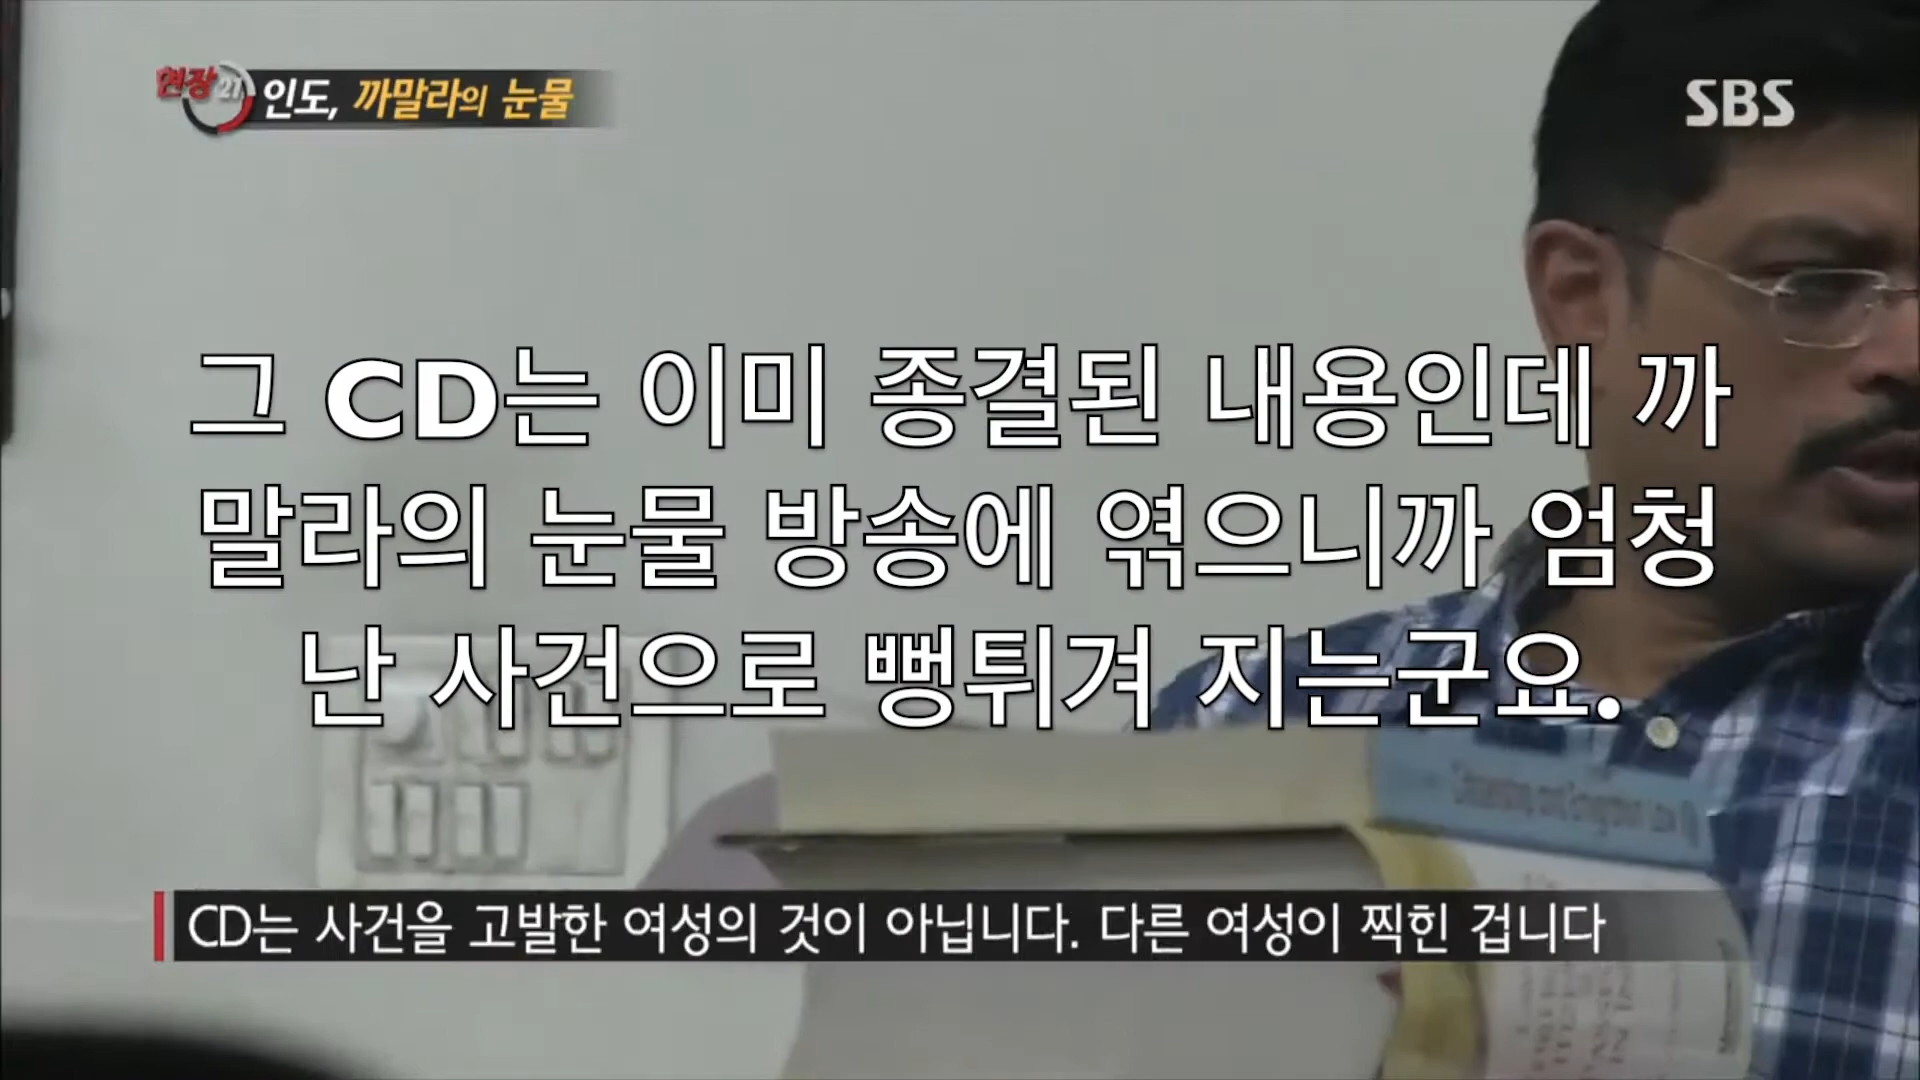 현장 21
인도, 까말라의 눈물
SBS
그 CD는 이미 종결된 내용인데 까
말라의 눈물 방송에 엮으니까 엄청
난 사건으로 뻥튀겨 지는군요.
CD는 사건을 고발한 여성의 것이 아닙니다. 다른 여성이 찍힌 겁니다